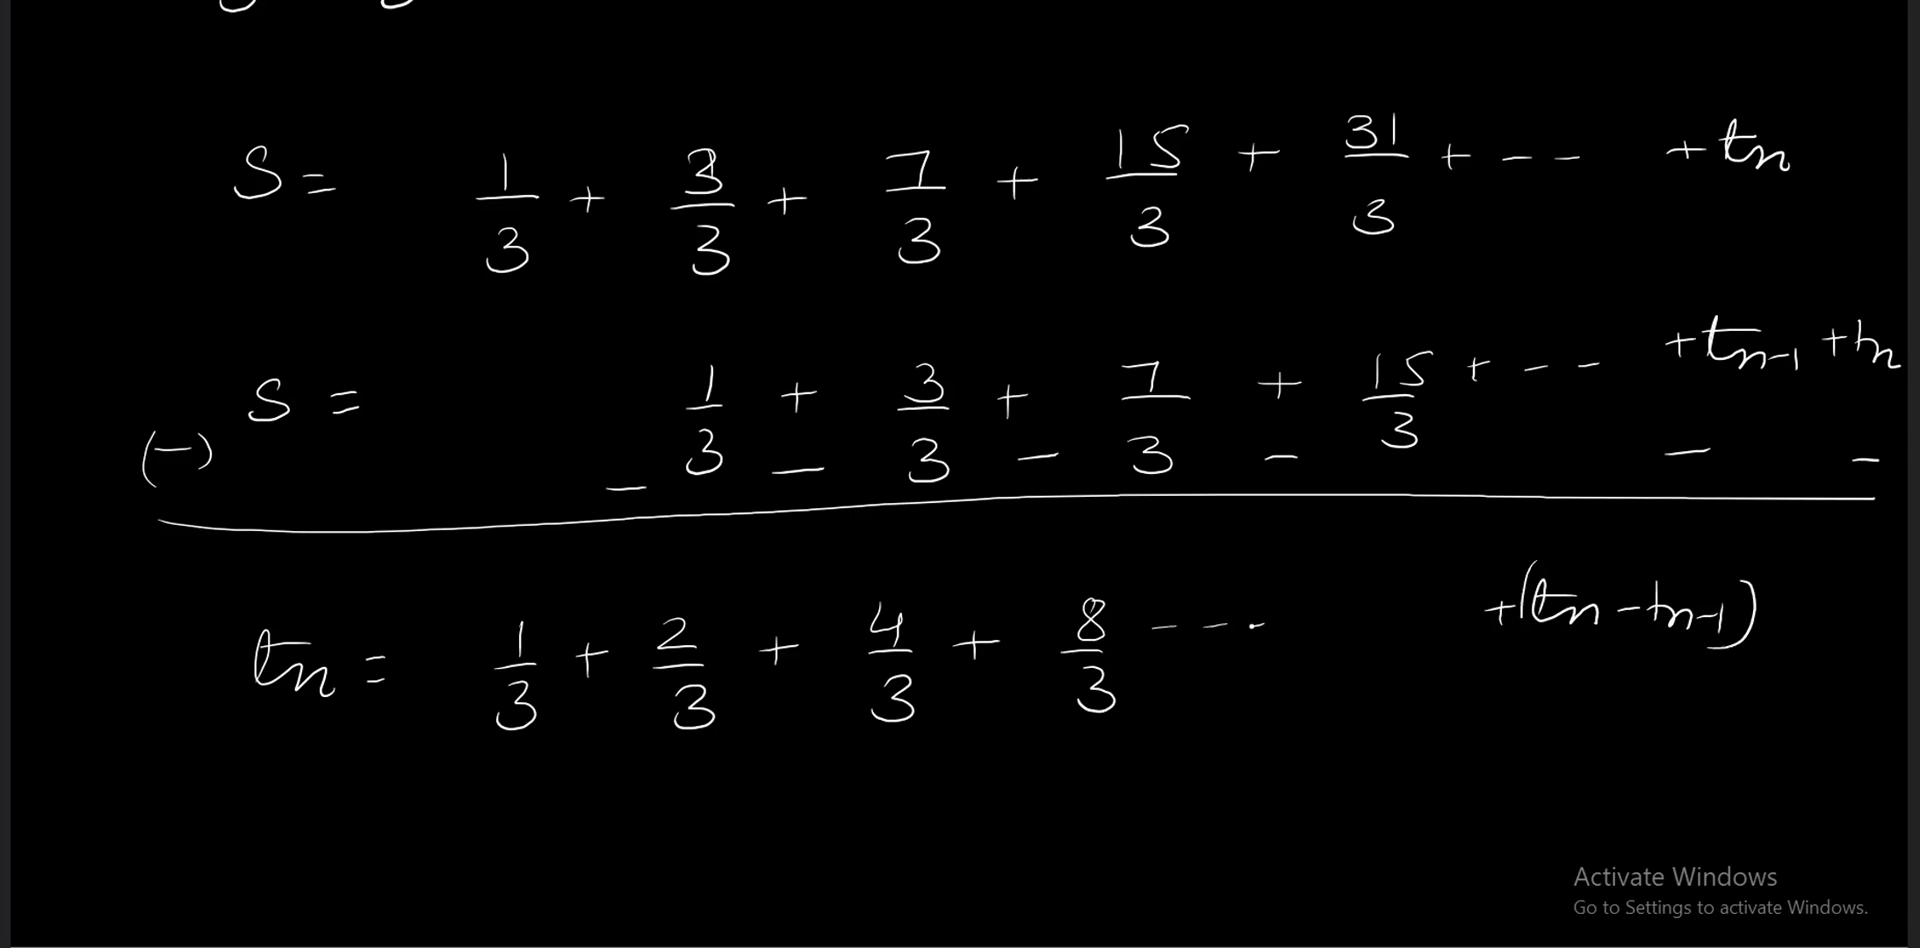 S = 1/3 + 3/3 + 7/3 + 15/3 + 31/3 + - - - + tn
S = 1/3 + 3/3 + 7/3 + 15/3 + - - + tn-1 + tn
(-) - - - - - -
tn = 1/3 + 2/3 + 4/3 + 8/3 - - - . + (tn - tn-1)
Activate Windows
Go to Settings to activate Windows.